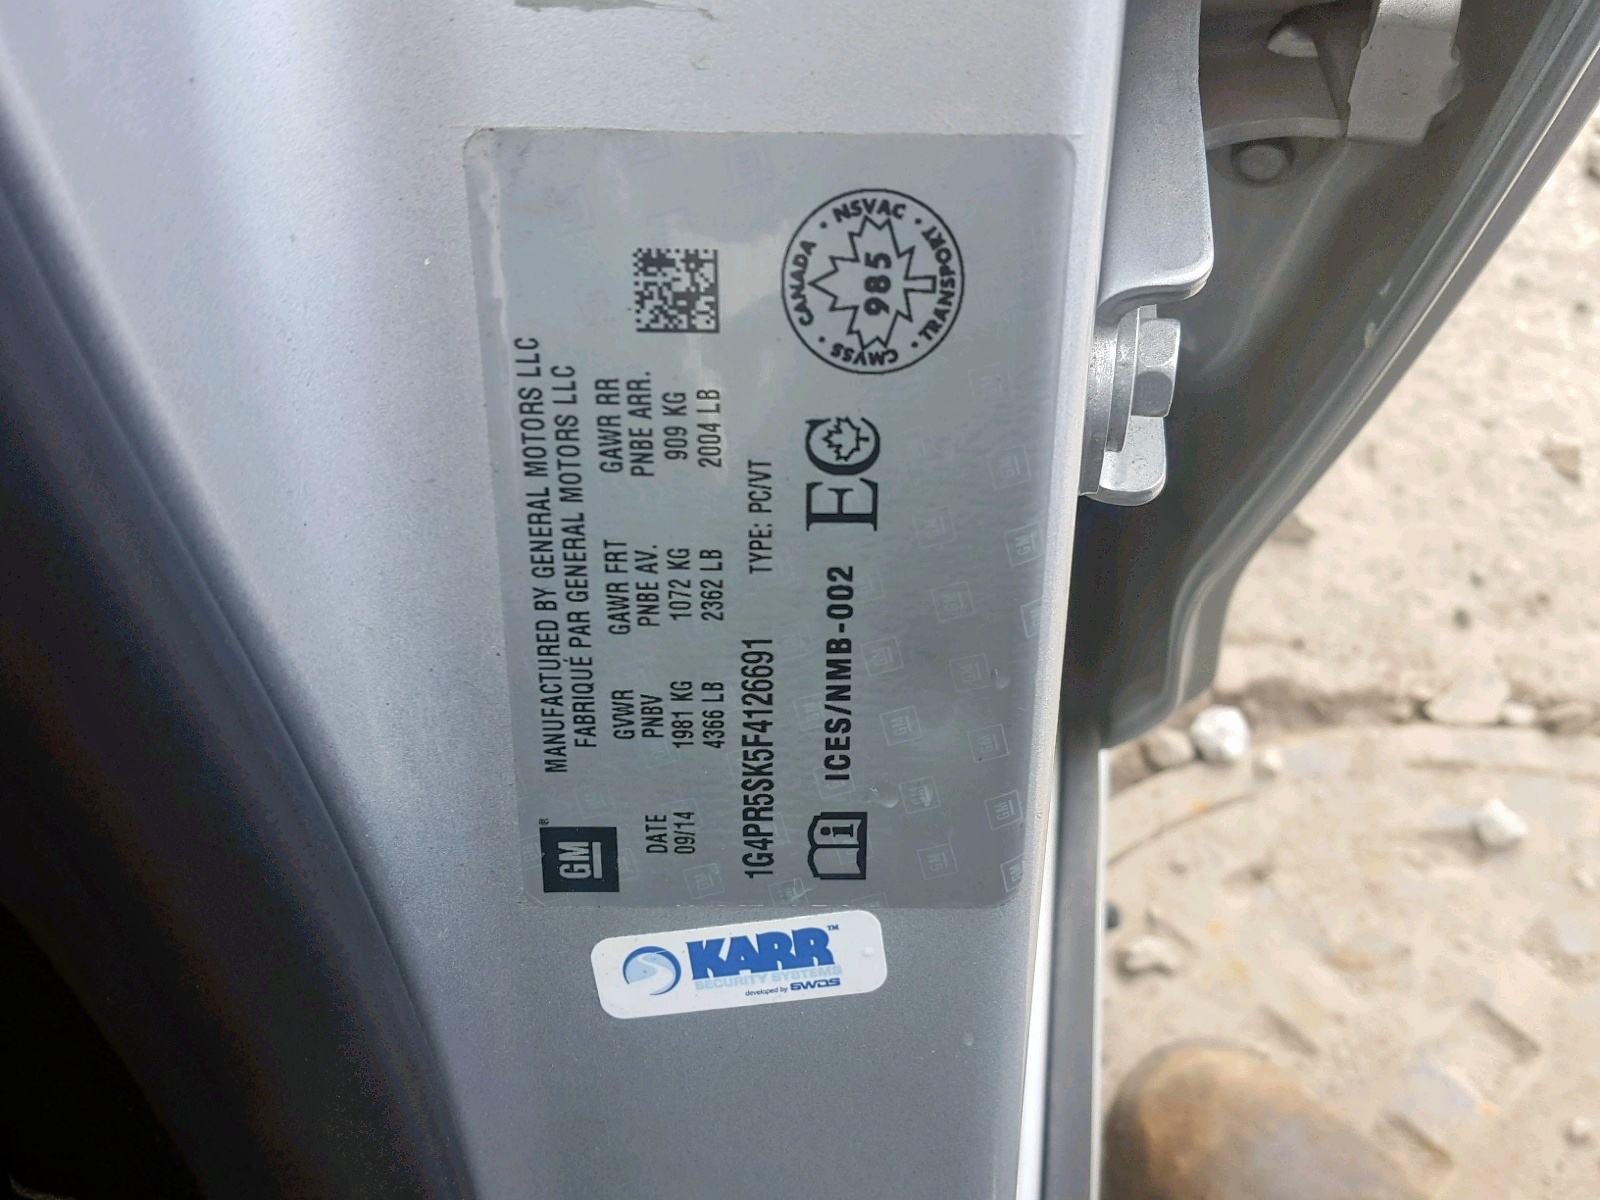 GM®
MANUFACTURED BY GENERAL MOTORS LLC
FABRIQUÉ PAR GENERAL MOTORS LLC
DATE
09/14
GVWR
PNBV
1981 KG
4366 LB
GAWR FRT
PNBE AV.
1072 KG
2362 LB
GAWR RR
PNBE ARR.
909 KG
2004 LB
1G4PR5SK5F4126691 TYPE: PC/VT
i ICES/NMB-002 EC
CANADA · NSVAC · TRANSPORT · CMVSS ·
985
KARR™
SECURITY SYSTEMS
developed by SWDS